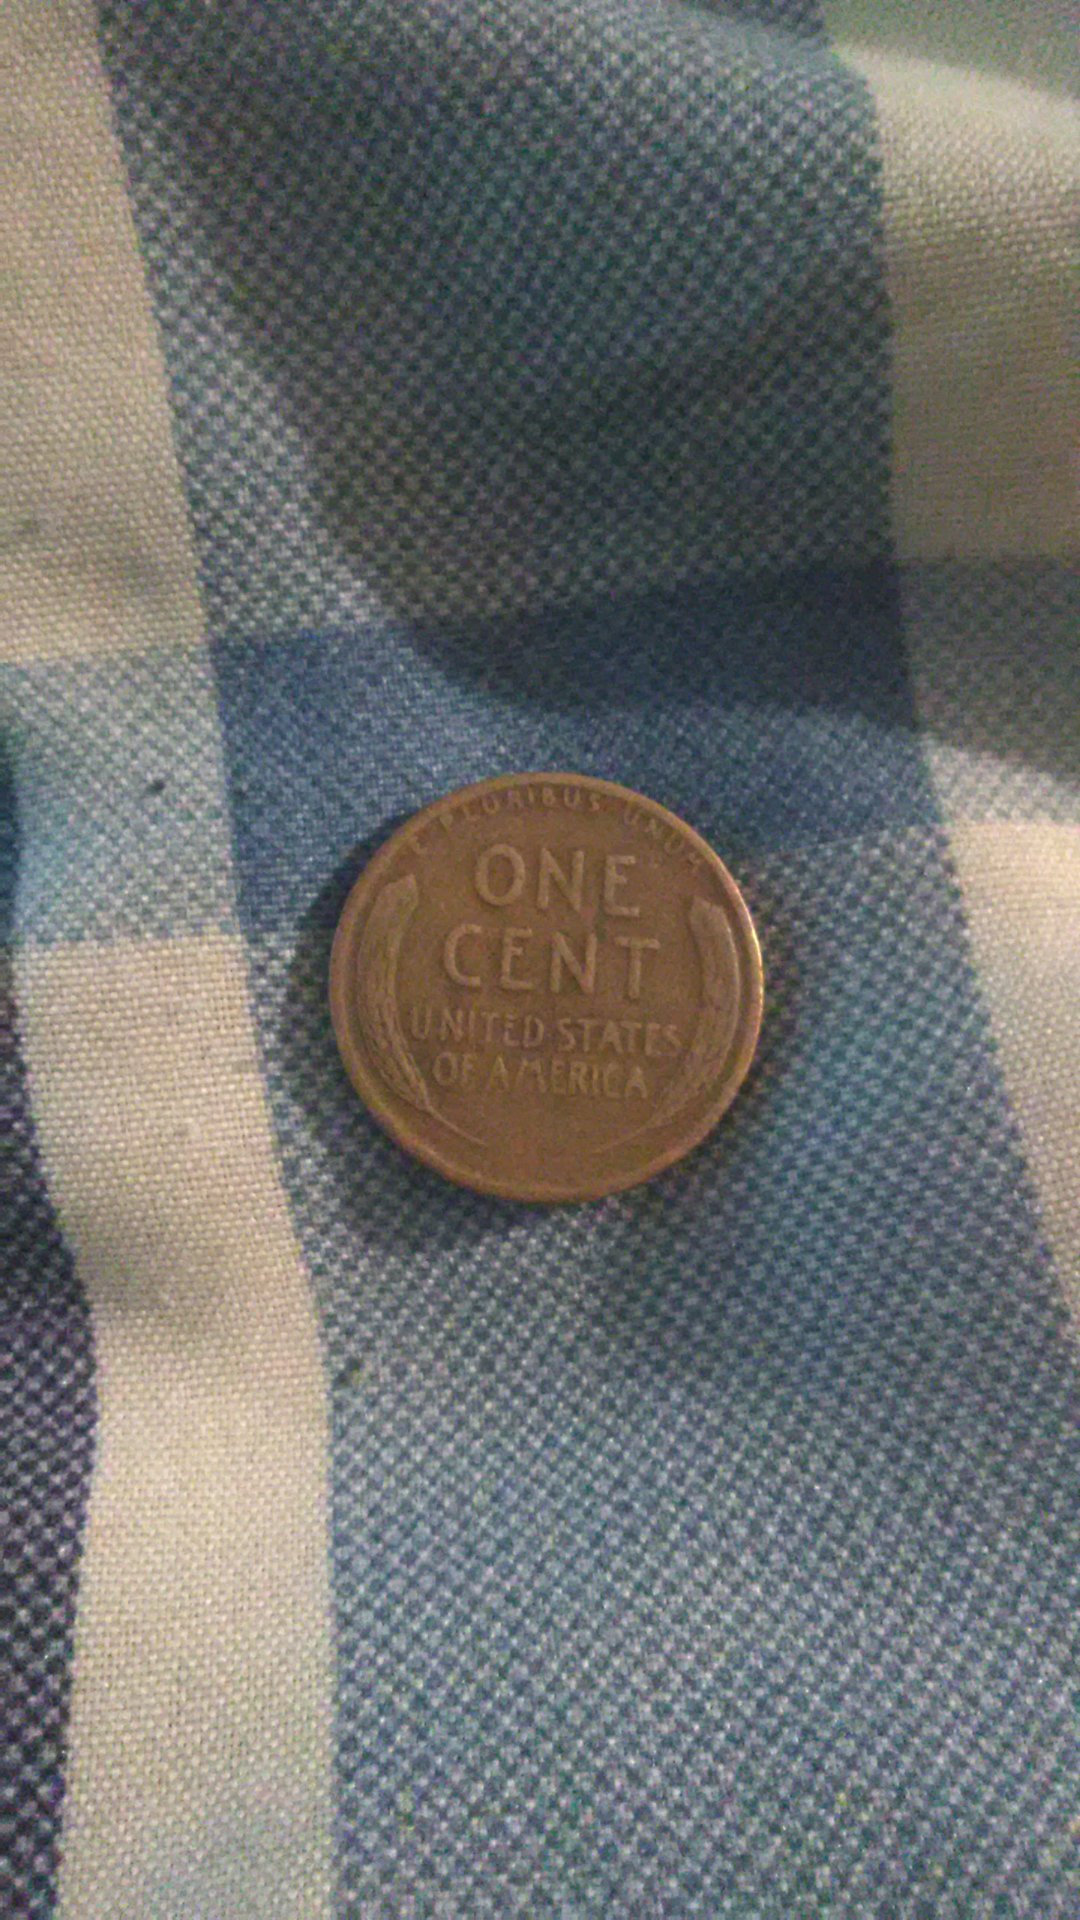 E PLURIBUS UNUM
ONE
CENT
UNITED STATES
OF AMERICA